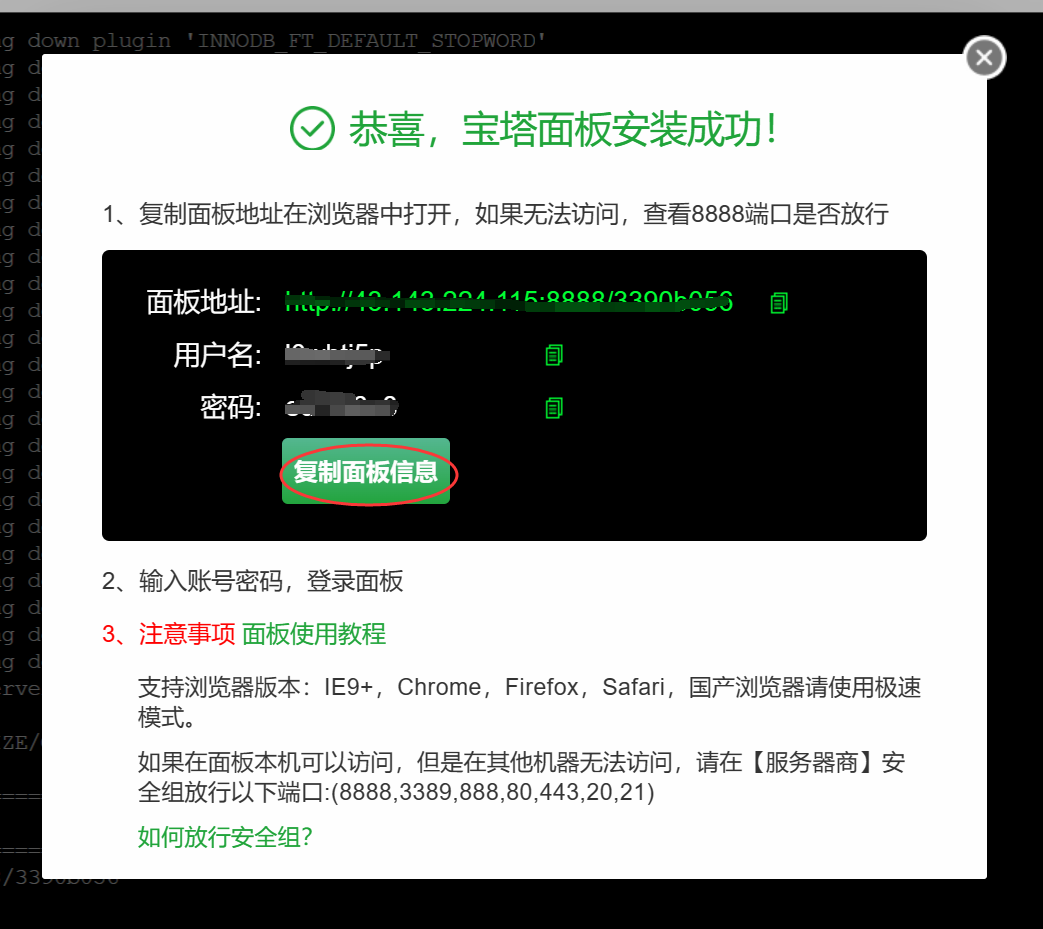 g down plugin 'INNODB_FT_DEFAULT_STOPWORD'
恭喜，宝塔面板安装成功！
1、复制面板地址在浏览器中打开，如果无法访问，查看8888端口是否放行
面板地址:
用户名:
密码:
复制面板信息
2、输入账号密码，登录面板
3、注意事项 面板使用教程
支持浏览器版本：IE9+，Chrome，Firefox，Safari，国产浏览器请使用极速
模式。
如果在面板本机可以访问，但是在其他机器无法访问，请在【服务器商】安
全组放行以下端口:(8888,3389,888,80,443,20,21)
如何放行安全组？